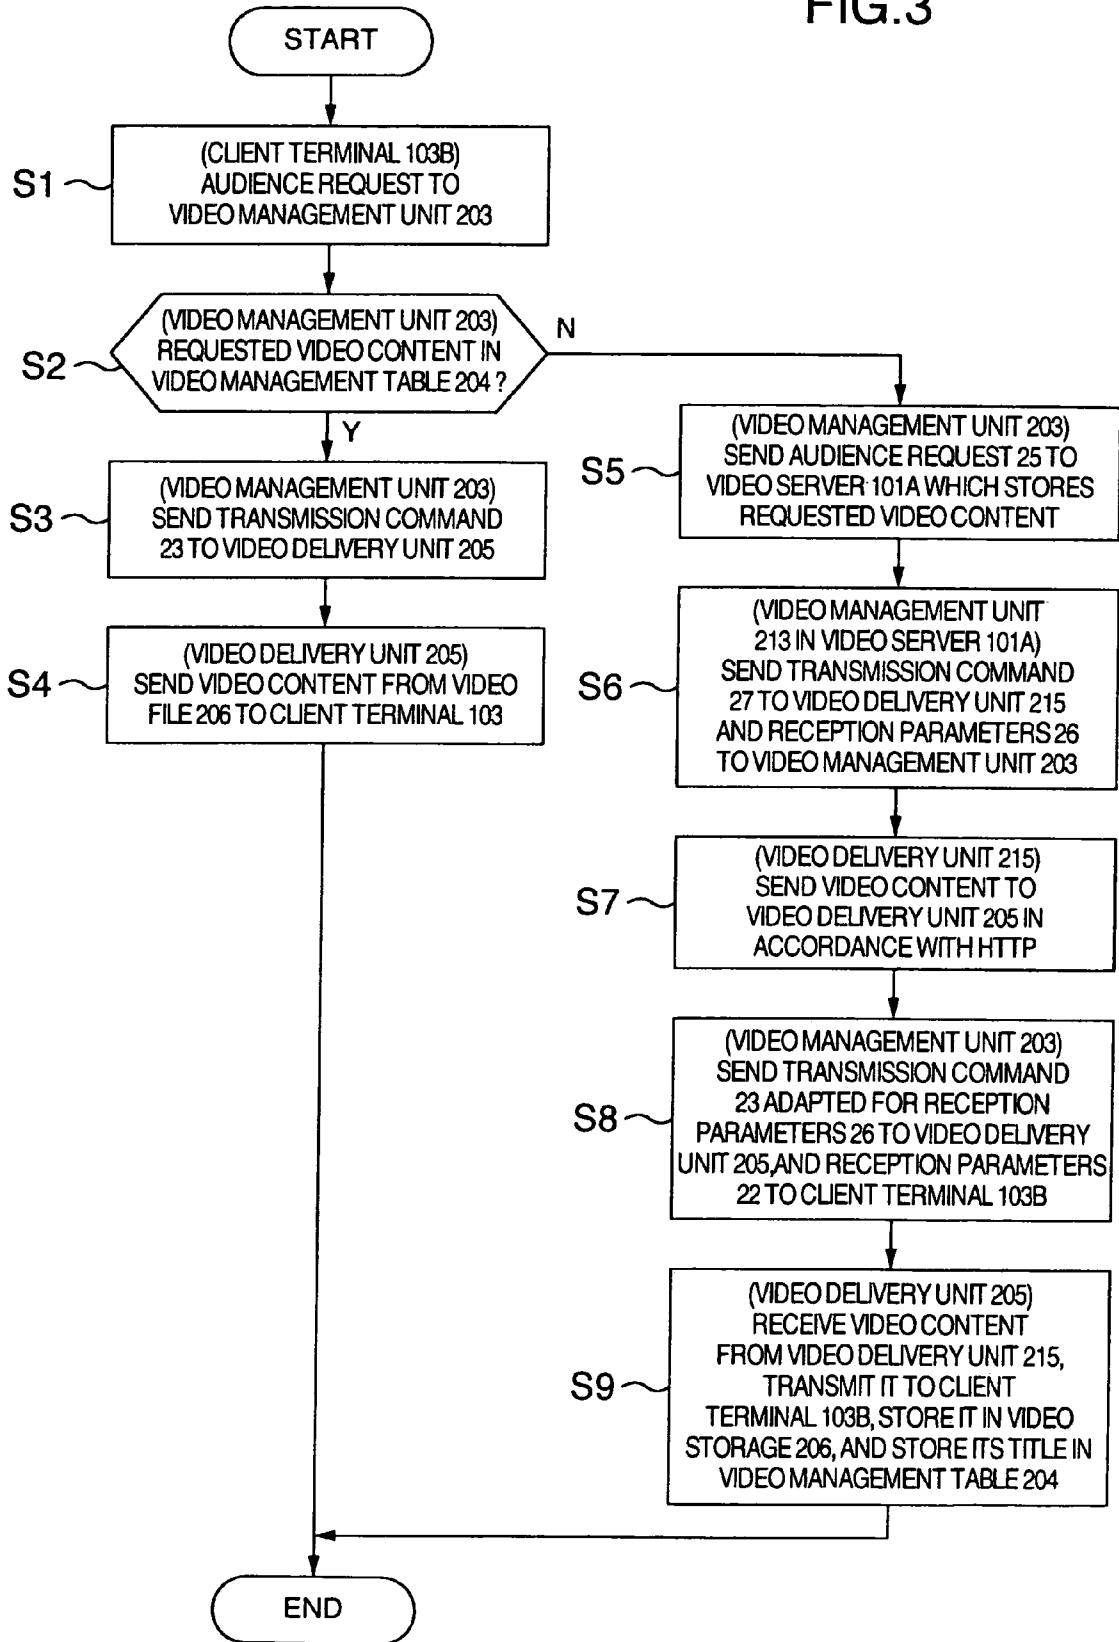 FIG.3
START
S1
(CLIENT TERMINAL 103B)
AUDIENCE REQUEST TO
VIDEO MANAGEMENT UNIT 203
S2
(VIDEO MANAGEMENT UNIT 203)
REQUESTED VIDEO CONTENT IN
VIDEO MANAGEMENT TABLE 204 ?
N
Y
S3
(VIDEO MANAGEMENT UNIT 203)
SEND TRANSMISSION COMMAND
23 TO VIDEO DELIVERY UNIT 205
S4
(VIDEO DELIVERY UNIT 205)
SEND VIDEO CONTENT FROM VIDEO
FILE 206 TO CLIENT TERMINAL 103
S5
(VIDEO MANAGEMENT UNIT 203)
SEND AUDIENCE REQUEST 25 TO
VIDEO SERVER 101A WHICH STORES
REQUESTED VIDEO CONTENT
S6
(VIDEO MANAGEMENT UNIT
213 IN VIDEO SERVER 101A)
SEND TRANSMISSION COMMAND
27 TO VIDEO DELIVERY UNIT 215
AND RECEPTION PARAMETERS 26
TO VIDEO MANAGEMENT UNIT 203
S7
(VIDEO DELIVERY UNIT 215)
SEND VIDEO CONTENT TO
VIDEO DELIVERY UNIT 205 IN
ACCORDANCE WITH HTTP
S8
(VIDEO MANAGEMENT UNIT 203)
SEND TRANSMISSION COMMAND
23 ADAPTED FOR RECEPTION
PARAMETERS 26 TO VIDEO DELIVERY
UNIT 205, AND RECEPTION PARAMETERS
22 TO CLIENT TERMINAL 103B
S9
(VIDEO DELIVERY UNIT 205)
RECEIVE VIDEO CONTENT
FROM VIDEO DELIVERY UNIT 215,
TRANSMIT IT TO CLIENT
TERMINAL 103B, STORE IT IN VIDEO
STORAGE 206, AND STORE ITS TITLE IN
VIDEO MANAGEMENT TABLE 204
END